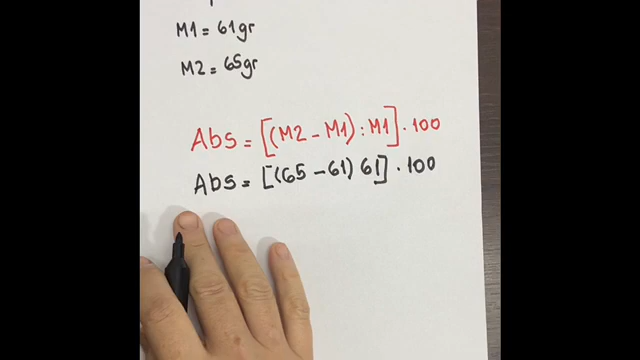 M1 = 61gr
M2 = 65gr
Abs = [(M2 - M1) : M1] · 100
Abs = [(65 - 61) 61] · 100